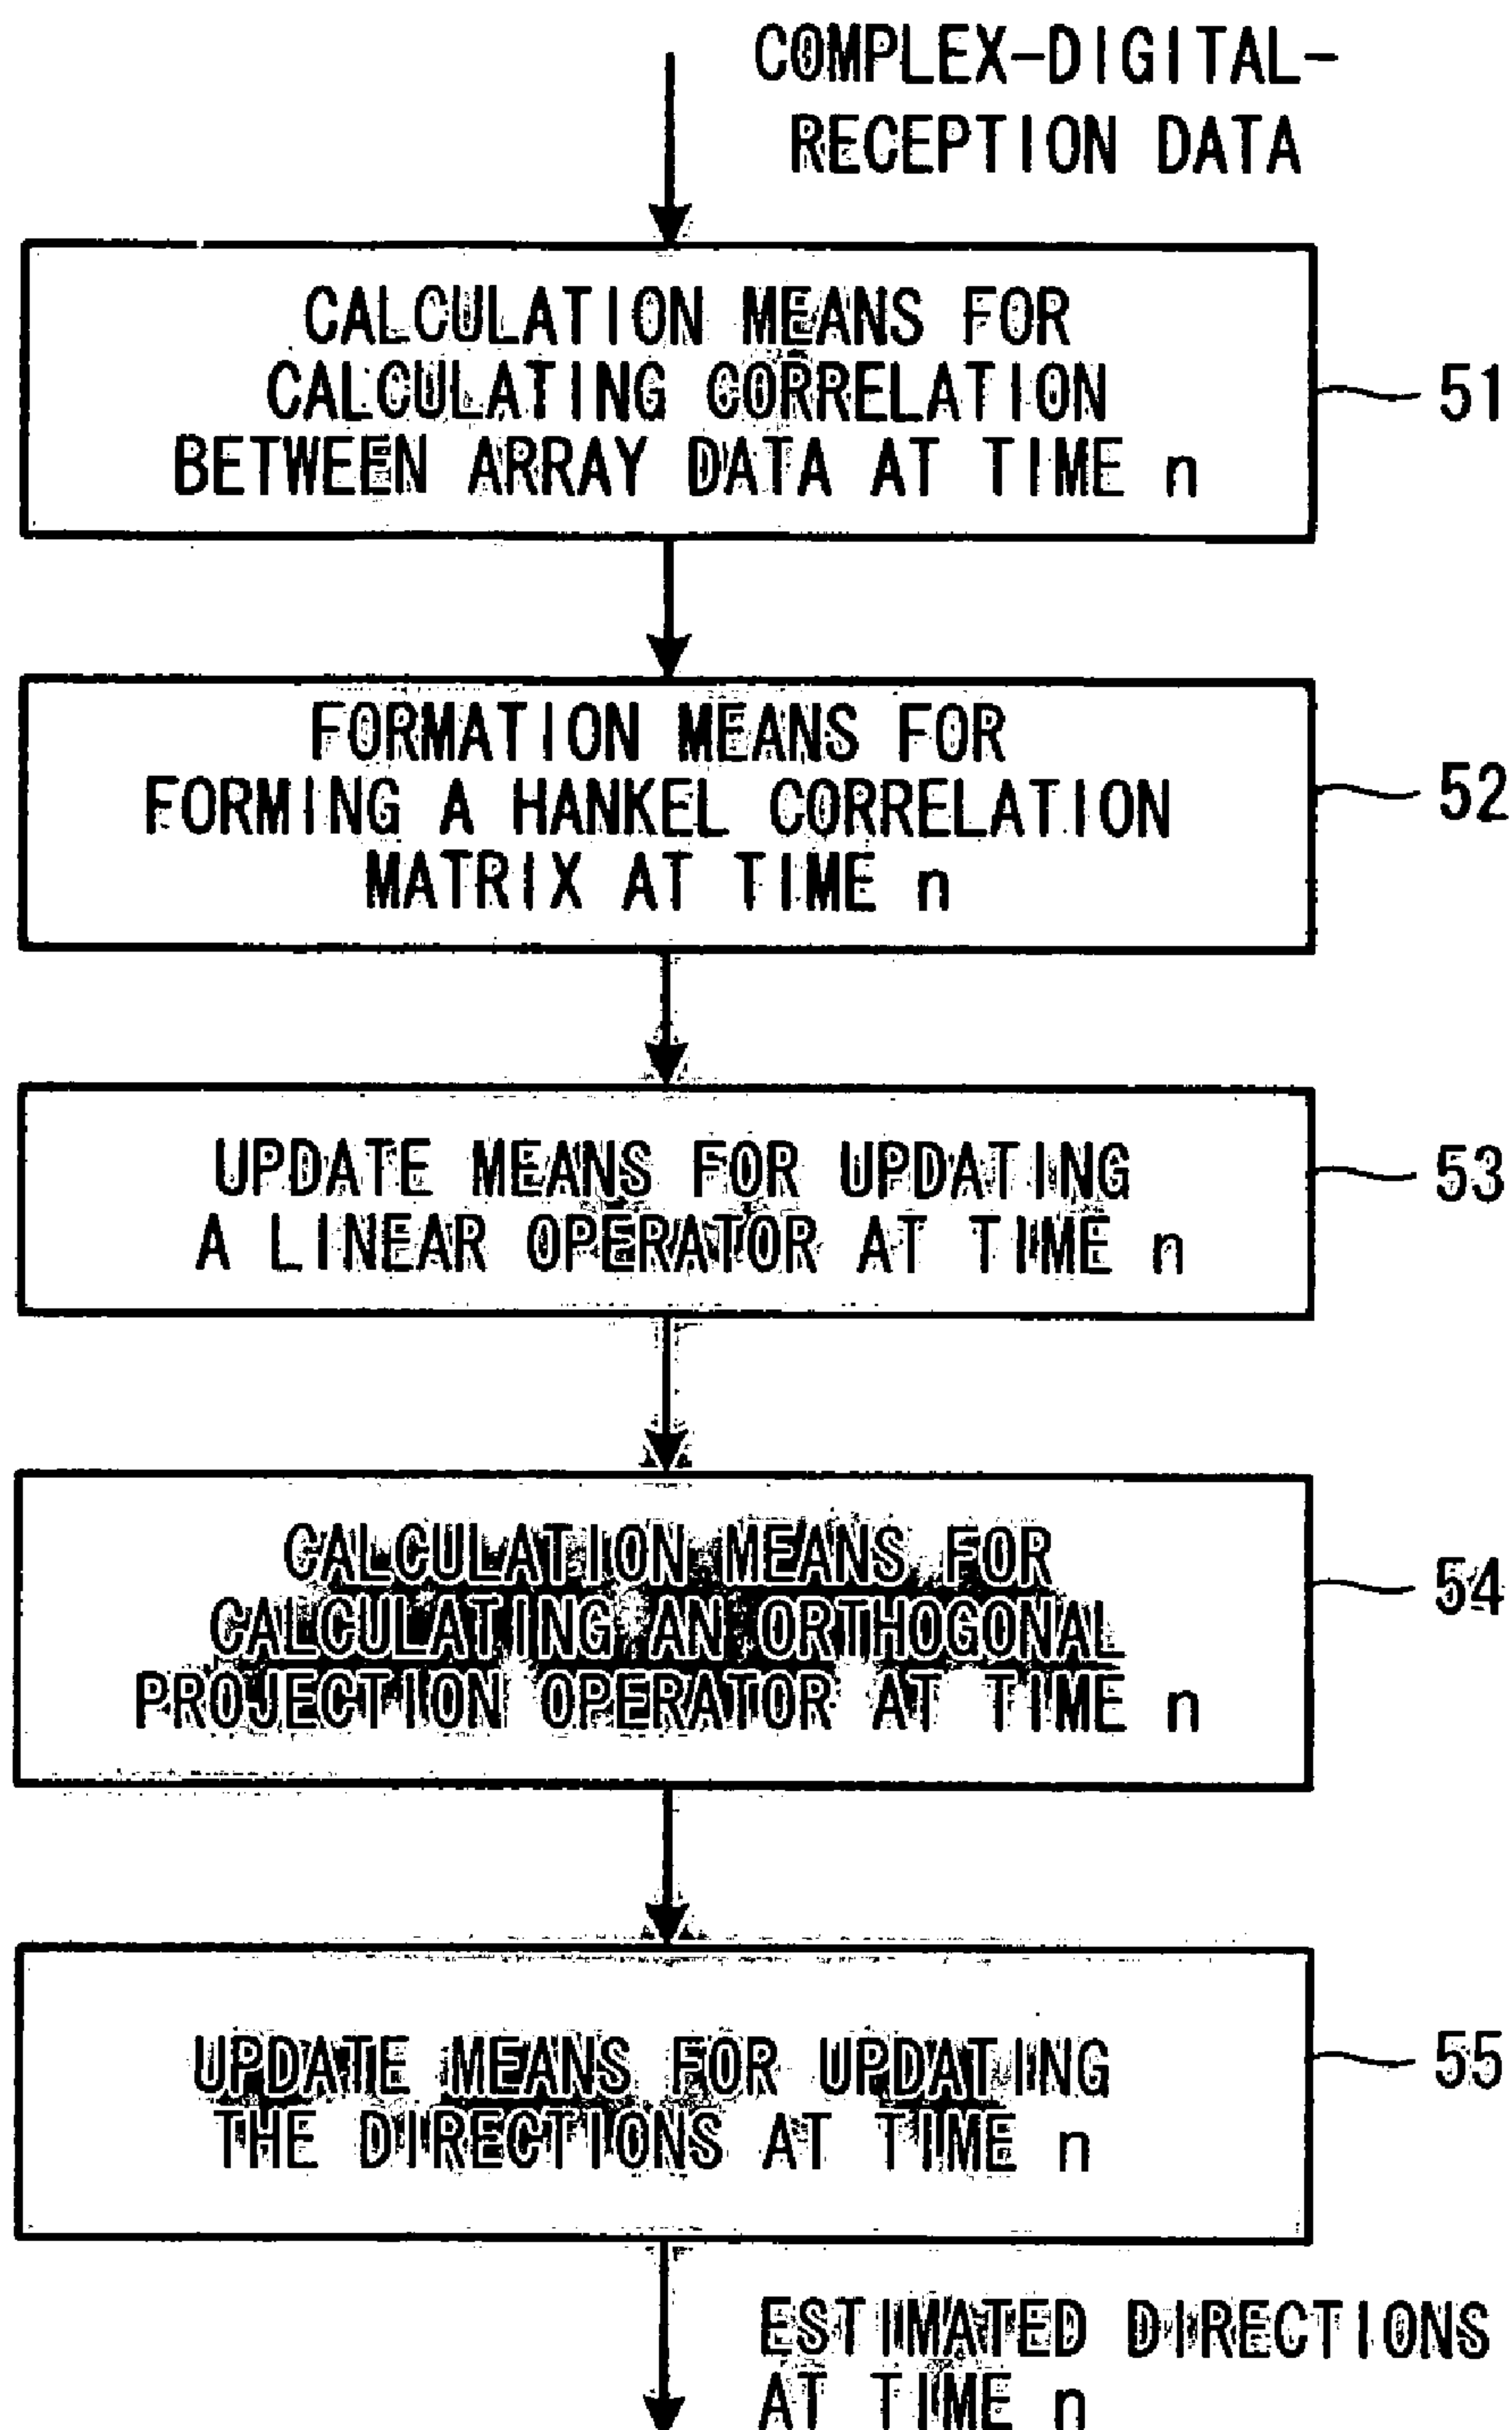 COMPLEX-DIGITAL-
RECEPTION DATA
CALCULATION MEANS FOR
CALCULATING CORRELATION
BETWEEN ARRAY DATA AT TIME n
51
FORMATION MEANS FOR
FORMING A HANKEL CORRELATION
MATRIX AT TIME n
52
UPDATE MEANS FOR UPDATING
A LINEAR OPERATOR AT TIME n
53
CALCULATION MEANS FOR
CALCULATING AN ORTHOGONAL
PROJECTION OPERATOR AT TIME n
54
UPDATE MEANS FOR UPDATING
THE DIRECTIONS AT TIME n
55
ESTIMATED DIRECTIONS
AT TIME n